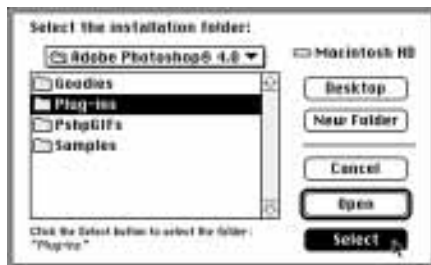 Select the installation folder:
Adobe Photoshop® 4.0
Macintosh HD
Goodies
Plug-ins
PshpGIFs
Samples
Desktop
New Folder
Cancel
Open
Select
Click the Select button to select the folder:
"Plug-ins"